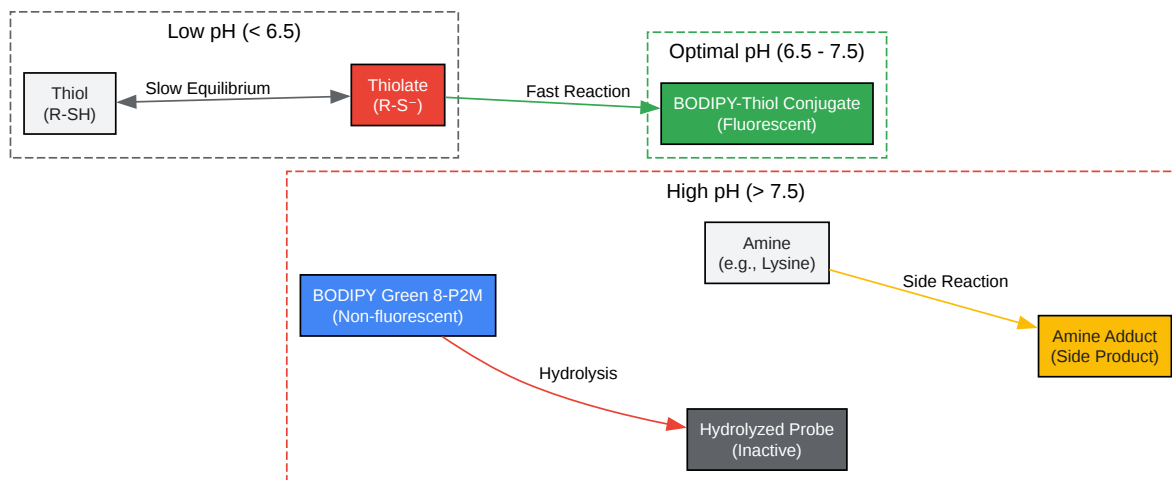 Low pH (< 6.5)
Thiol
(R-SH)
Slow Equilibrium
Thiolate
(R-S⁻)
Fast Reaction
Optimal pH (6.5 - 7.5)
BODIPY-Thiol Conjugate
(Fluorescent)
High pH (> 7.5)
Amine
(e.g., Lysine)
Side Reaction
BODIPY Green 8-P2M
(Non-fluorescent)
Amine Adduct
(Side Product)
Hydrolysis
Hydrolyzed Probe
(Inactive)